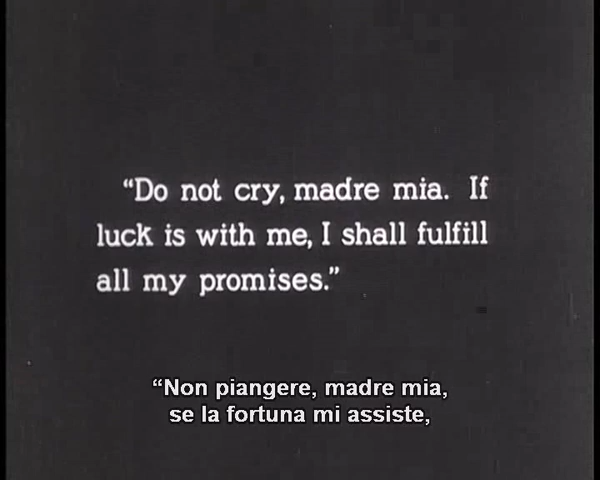 “Do not cry, madre mia. If
luck is with me, I shall fulfill
all my promises.”
“Non piangere, madre mia,
se la fortuna mi assiste,